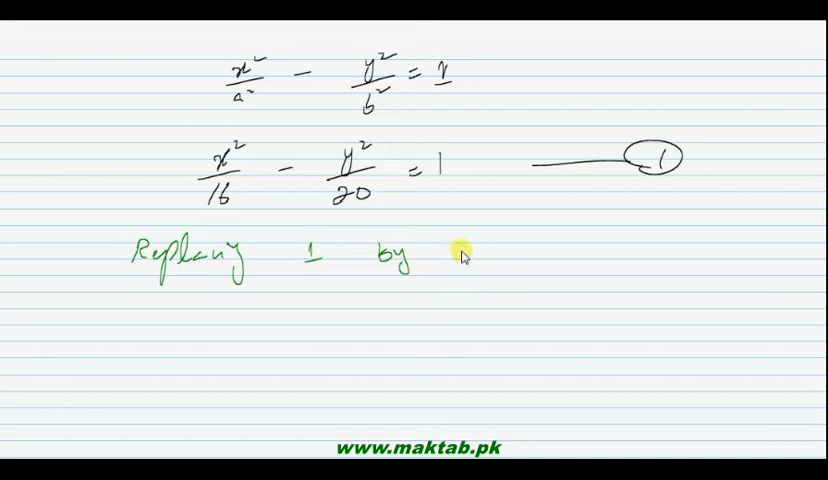 x²/a² - y²/b² = 1
x²/16 - y²/20 = 1 ——— 1
Replacing 1 by
www.maktab.pk